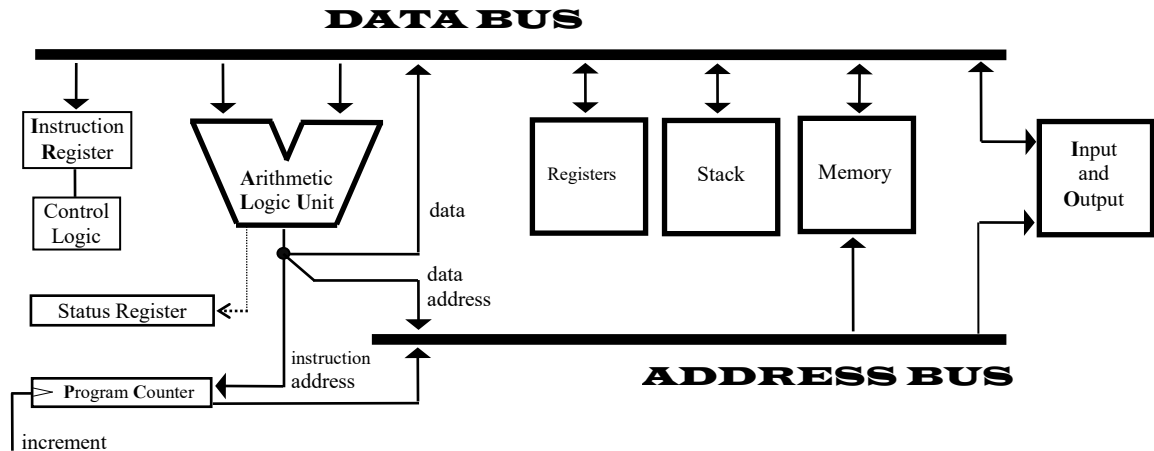 DATA BUS
Instruction
Register
Arithmetic
Logic Unit
Control
Logic
Registers
Stack
Memory
Input
and
Output
data
data
address
Status Register
instruction
address
ADDRESS BUS
Program Counter
increment